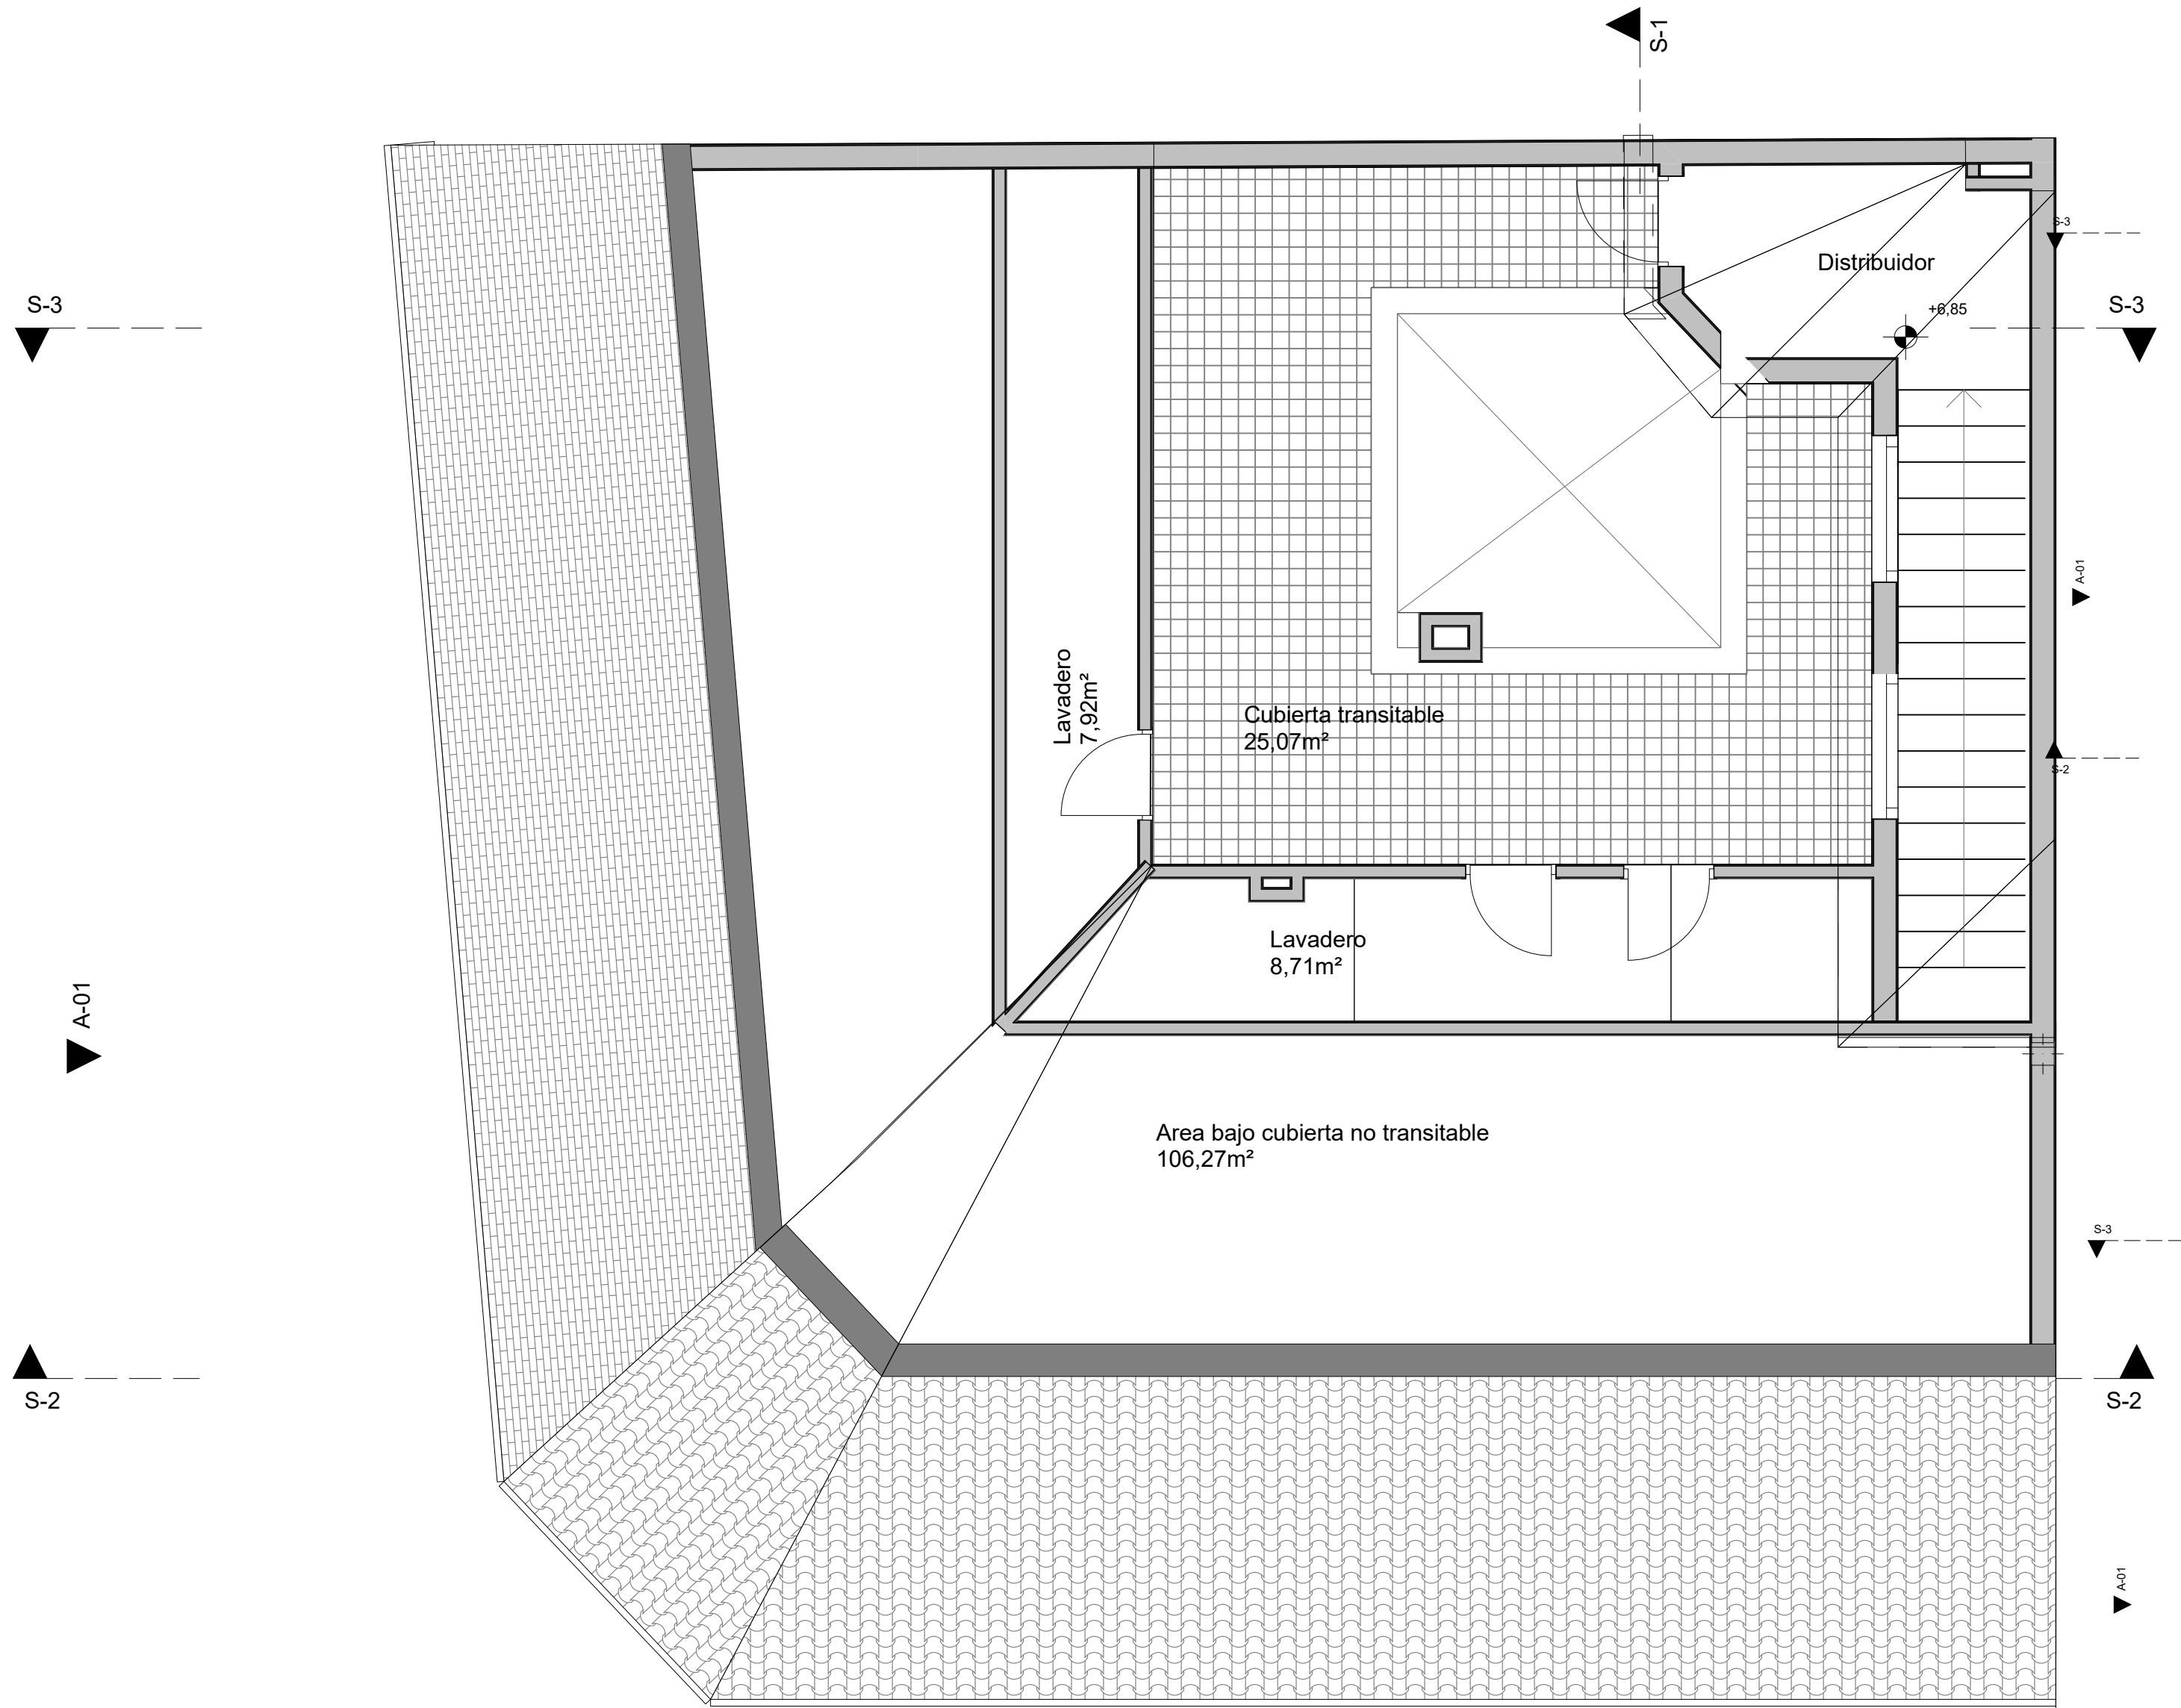 S-1
S-3
Distribuidor
S-3
S-3
+6,85
A-01
Lavadero
7,92m²
Cubierta transitable
25,07m²
S-2
Lavadero
8,71m²
A-01
Area bajo cubierta no transitable
106,27m²
S-3
S-2
S-2
A-01